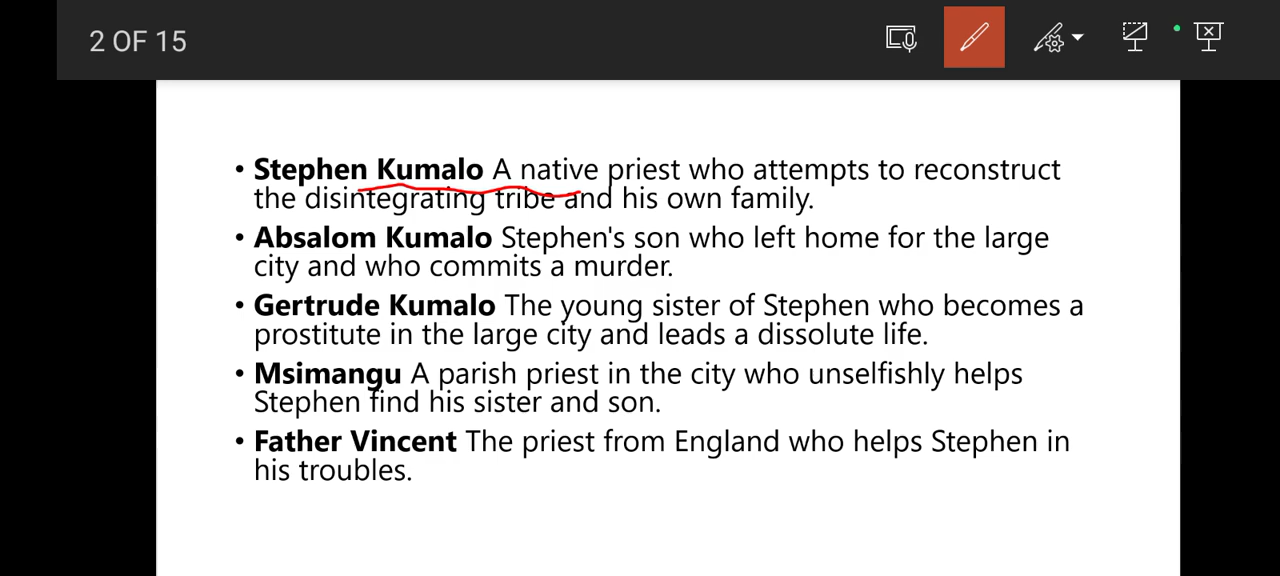 2 OF 15
• Stephen Kumalo A native priest who attempts to reconstruct
the disintegrating tribe and his own family.
• Absalom Kumalo Stephen's son who left home for the large
city and who commits a murder.
• Gertrude Kumalo The young sister of Stephen who becomes a
prostitute in the large city and leads a dissolute life.
• Msimangu A parish priest in the city who unselfishly helps
Stephen find his sister and son.
• Father Vincent The priest from England who helps Stephen in
his troubles.